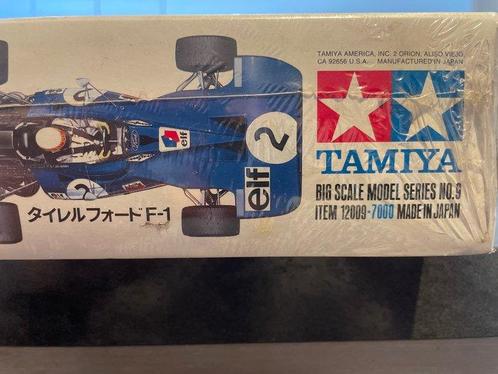 TAMIYA AMERICA, INC. 2 ORION, ALISO VIEJO,
CA 92656 U.S.A. MANUFACTURED IN JAPAN
TAMIYA
BIG SCALE MODEL SERIES NO.9
ITEM 12009-7000 MADE IN JAPAN
タイレルフォードF-1
elf
2
elf
2
Ford